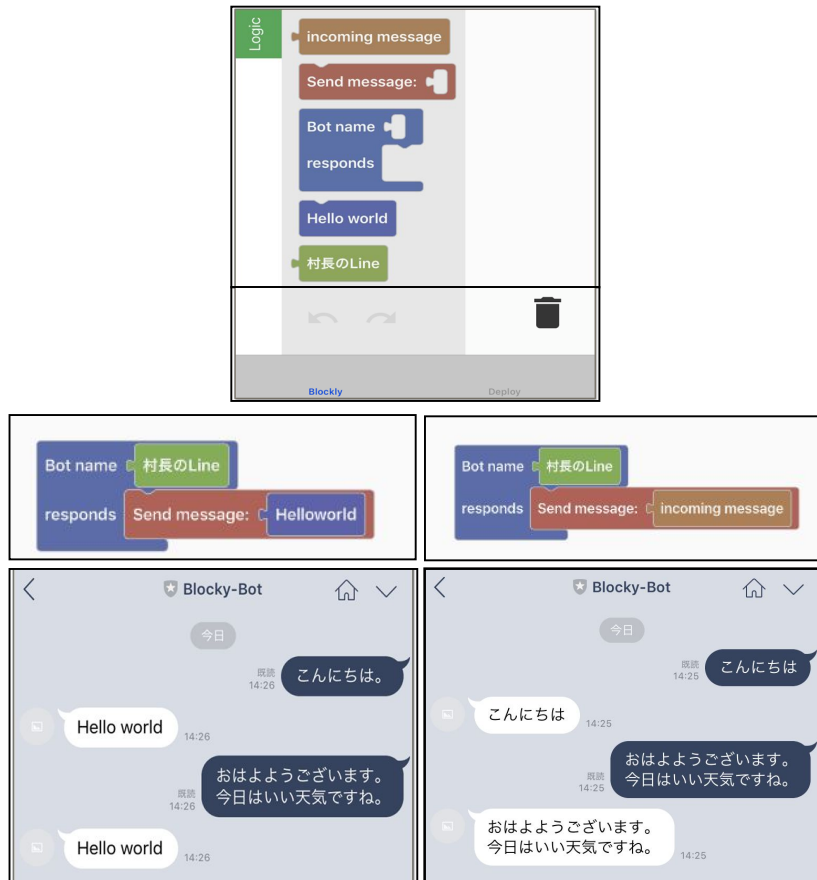 Logic
incoming message
Send message:
Bot name
responds
Hello world
村長のLine
Blockly
Deploy
Bot name 村長のLine
responds Send message: Helloworld
Bot name 村長のLine
responds Send message: incoming message
Blocky-Bot
今日
既読
14:26
こんにちは。
Hello world
14:26
おはよようございます。
今日はいい天気ですね。
既読
14:26
Hello world
14:26
Blocky-Bot
今日
既読
14:25
こんにちは
こんにちは
14:25
おはよようございます。
今日はいい天気ですね。
既読
14:25
おはよようございます。
今日はいい天気ですね。
14:25